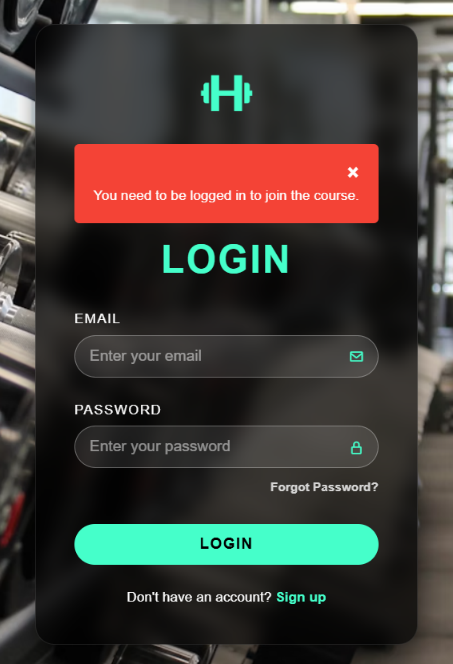 You need to be logged in to join the course.
LOGIN
EMAIL
Enter your email
PASSWORD
Enter your password
Forgot Password?
LOGIN
Don't have an account? Sign up